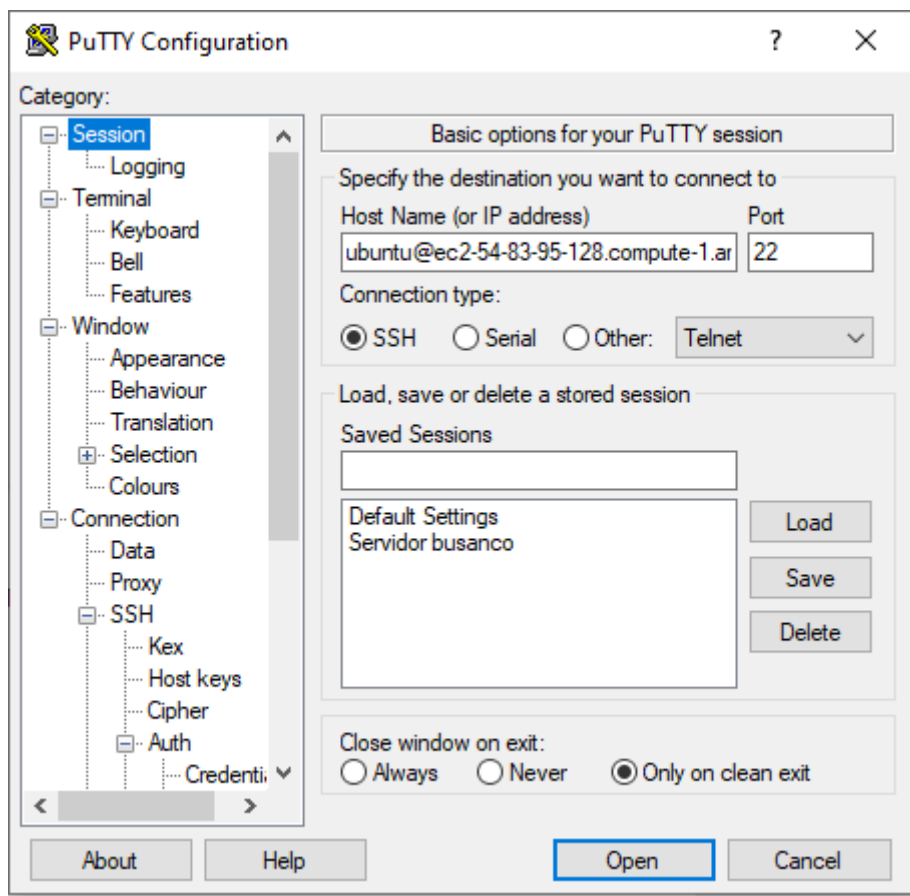 PuTTY Configuration
Category:
Session
Logging
Terminal
Keyboard
Bell
Features
Window
Appearance
Behaviour
Translation
Selection
Colours
Connection
Data
Proxy
SSH
Kex
Host keys
Cipher
Auth
Basic options for your PuTTY session
Specify the destination you want to connect to
Host Name (or IP address) Port
ubuntu@ec2-54-83-95-128.compute-1.ar 22
Connection type:
SSH Serial Other: Telnet
Load, save or delete a stored session
Saved Sessions
Default Settings
Servidor busanco
Load
Save
Delete
Close window on exit:
Always Never Only on clean exit
About Help Open Cancel